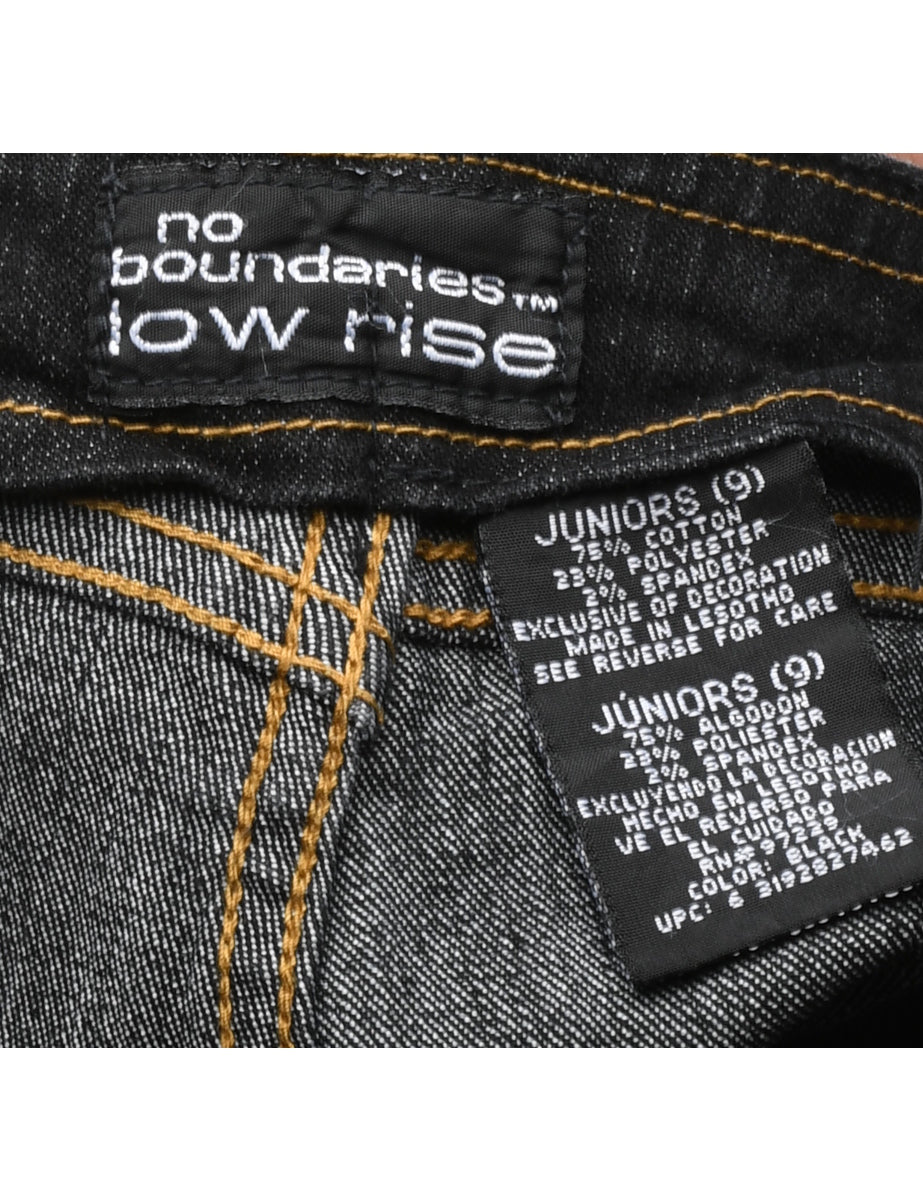 no
boundaries™
low rise
JUNIORS (9)
75% COTTON
23% POLYESTER
2% SPANDEX
EXCLUSIVE OF DECORATION
MADE IN LESOTHO
SEE REVERSE FOR CARE
JÚNIORS (9)
75% ALGODON
23% POLIESTER
2% SPANDEX
EXCLUYENDO LA DECORACION
HECHO EN LESOTHO
VE EL REVERSO PARA
EL CUIDADO
RN# 97229
COLOR: BLACK
UPC: